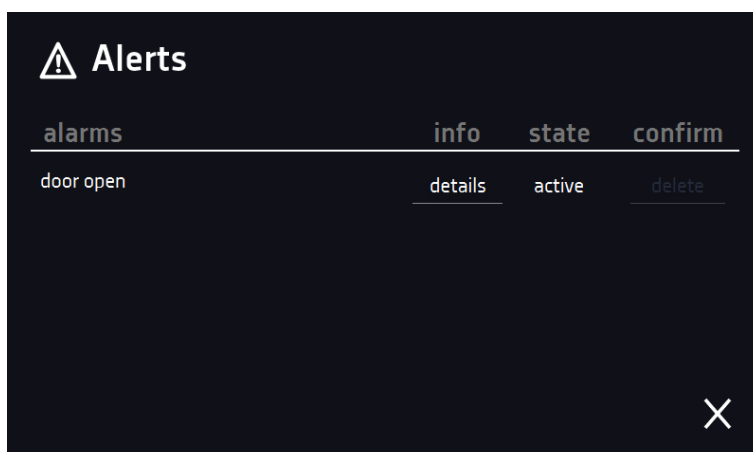 Alerts
alarms info state confirm
door open details active delete